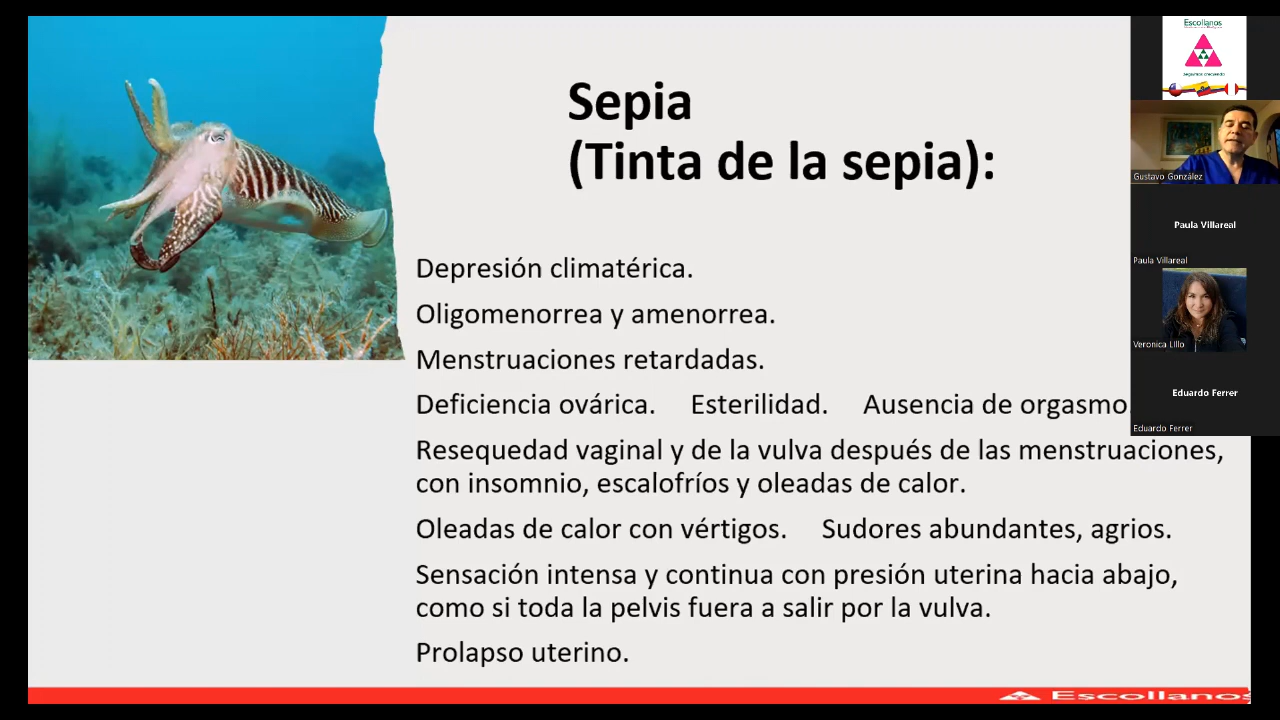 Sepia
(Tinta de la sepia):
Depresión climatérica.
Oligomenorrea y amenorrea.
Menstruaciones retardadas.
Deficiencia ovárica. Esterilidad. Ausencia de orgasmo.
Resequedad vaginal y de la vulva después de las menstruaciones,
con insomnio, escalofríos y oleadas de calor.
Oleadas de calor con vértigos. Sudores abundantes, agrios.
Sensación intensa y continua con presión uterina hacia abajo,
como si toda la pelvis fuera a salir por la vulva.
Prolapso uterino.
Escollanos
Escollanos
Gustavo González
Paula Villareal
Paula Villareal
Veronica LIllo
Eduardo Ferrer
Eduardo Ferrer